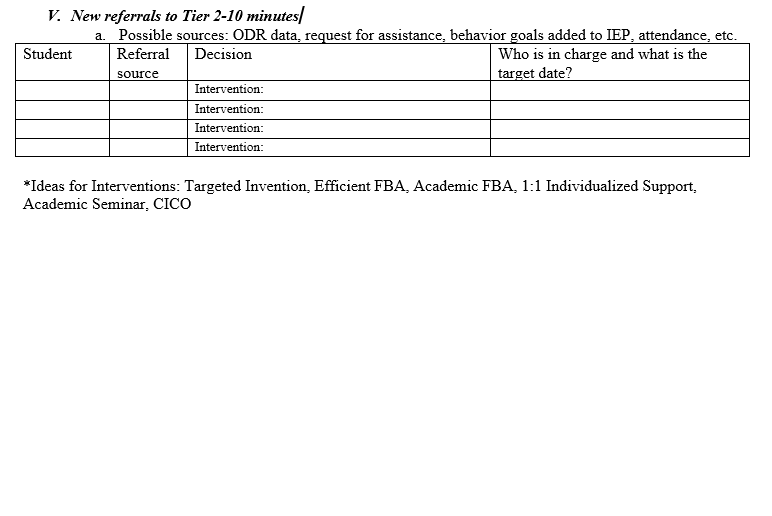 V. New referrals to Tier 2-10 minutes
a. Possible sources: ODR data, request for assistance, behavior goals added to IEP, attendance, etc.
Student Referral source Decision Who is in charge and what is the target date?
Intervention:
Intervention:
Intervention:
Intervention:
*Ideas for Interventions: Targeted Invention, Efficient FBA, Academic FBA, 1:1 Individualized Support,
Academic Seminar, CICO